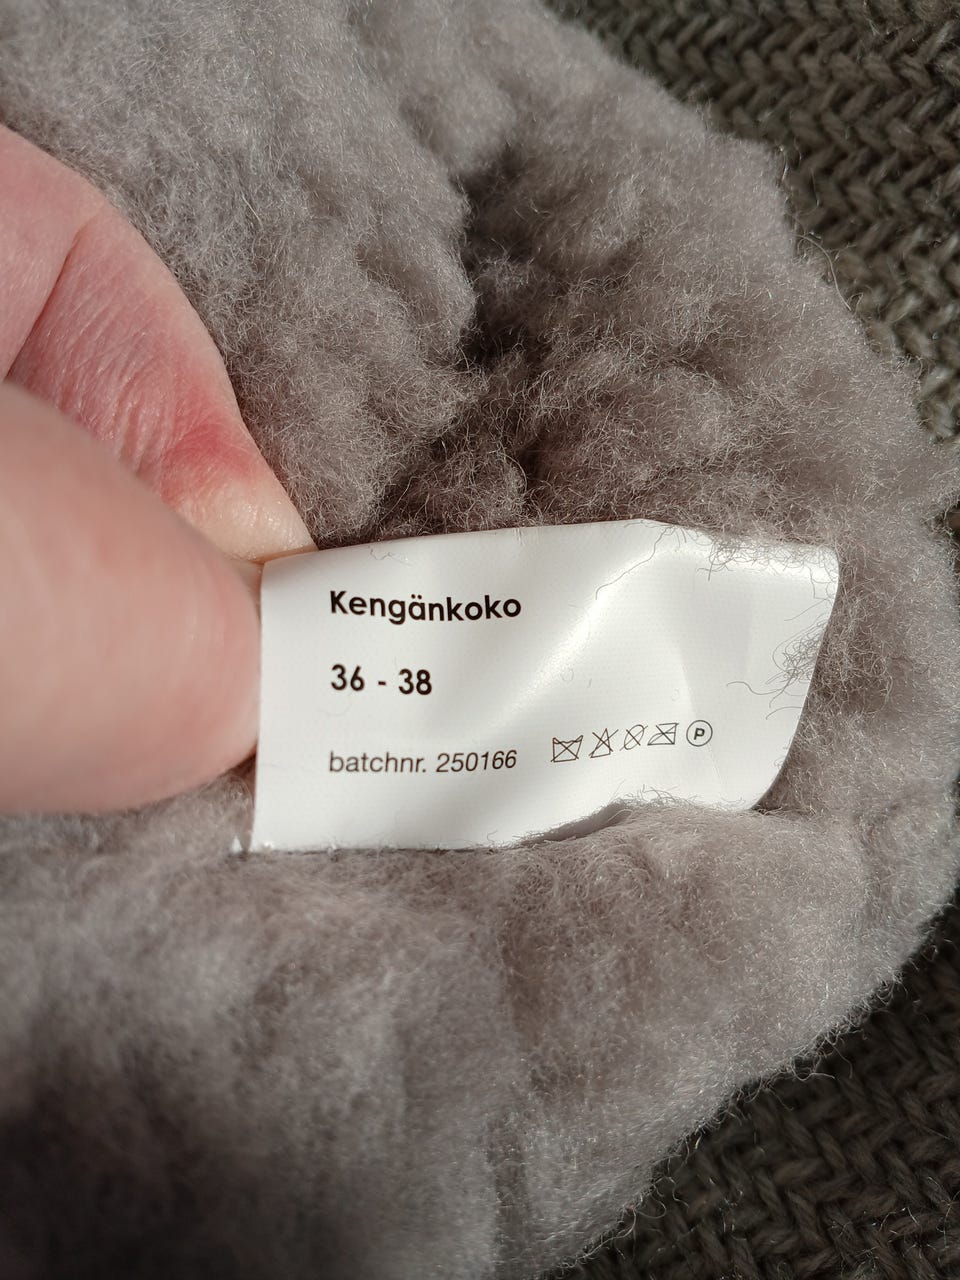 Kengänkoko
36 - 38
batchnr. 250166 P